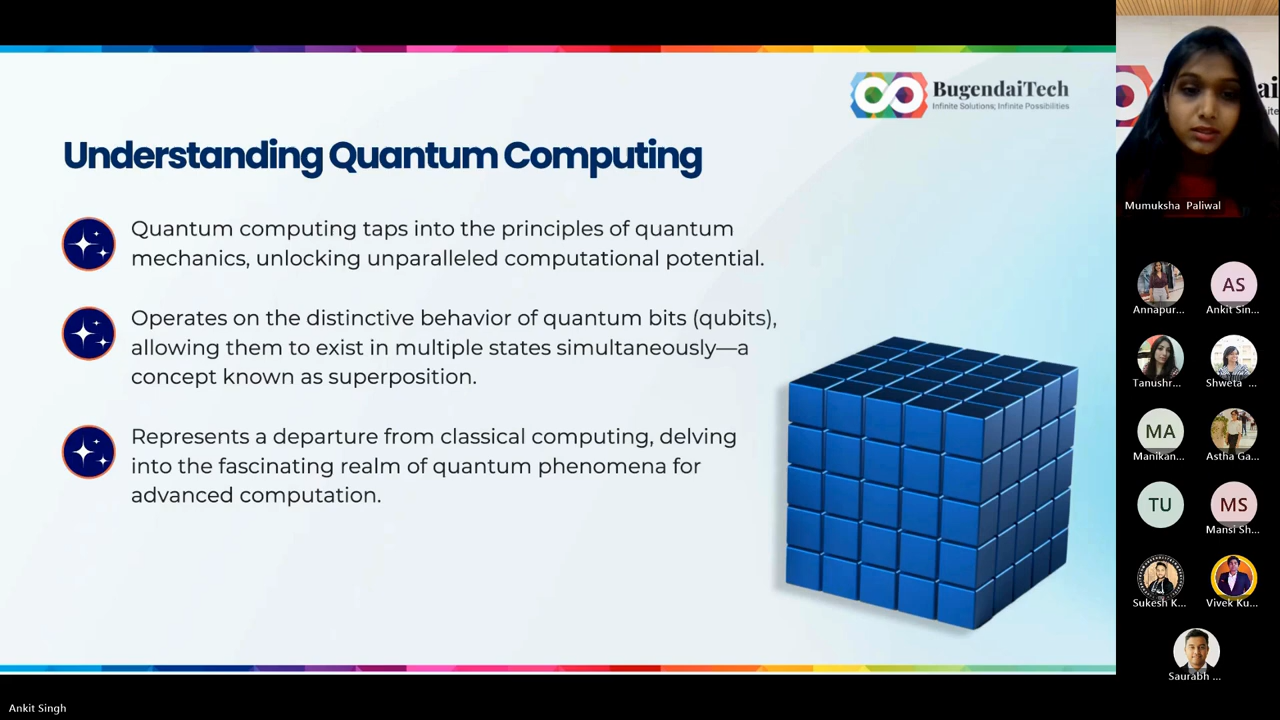 BugendaiTech
Infinite Solutions; Infinite Possibilities
Understanding Quantum Computing
Quantum computing taps into the principles of quantum
mechanics, unlocking unparalleled computational potential.
Operates on the distinctive behavior of quantum bits (qubits),
allowing them to exist in multiple states simultaneously—a
concept known as superposition.
Represents a departure from classical computing, delving
into the fascinating realm of quantum phenomena for
advanced computation.
Ankit Singh
ai
Mumuksha Paliwal
Annapur...
AS
Ankit Sin...
Tanushr...
Shweta ...
MA
Manikan...
Astha Ga...
TU
MS
Mansi Sh...
Sukesh K...
Vivek Ku...
Saurabh ...